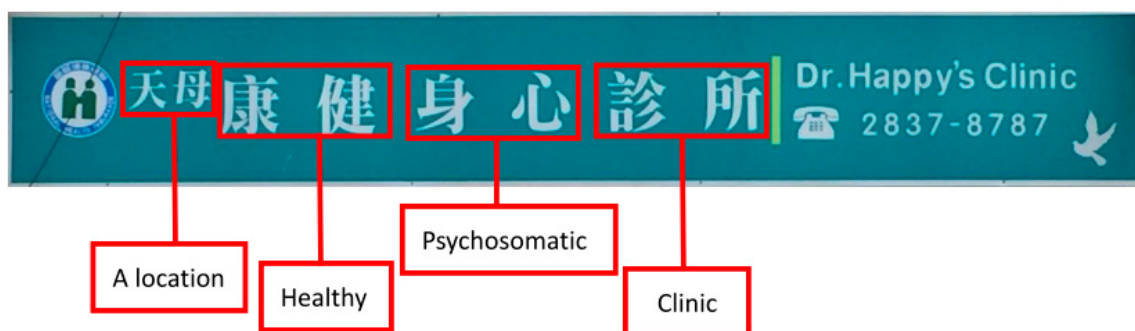 天母 康健 身心 診所
Dr.Happy's Clinic
2837-8787
A location
Healthy
Psychosomatic
Clinic